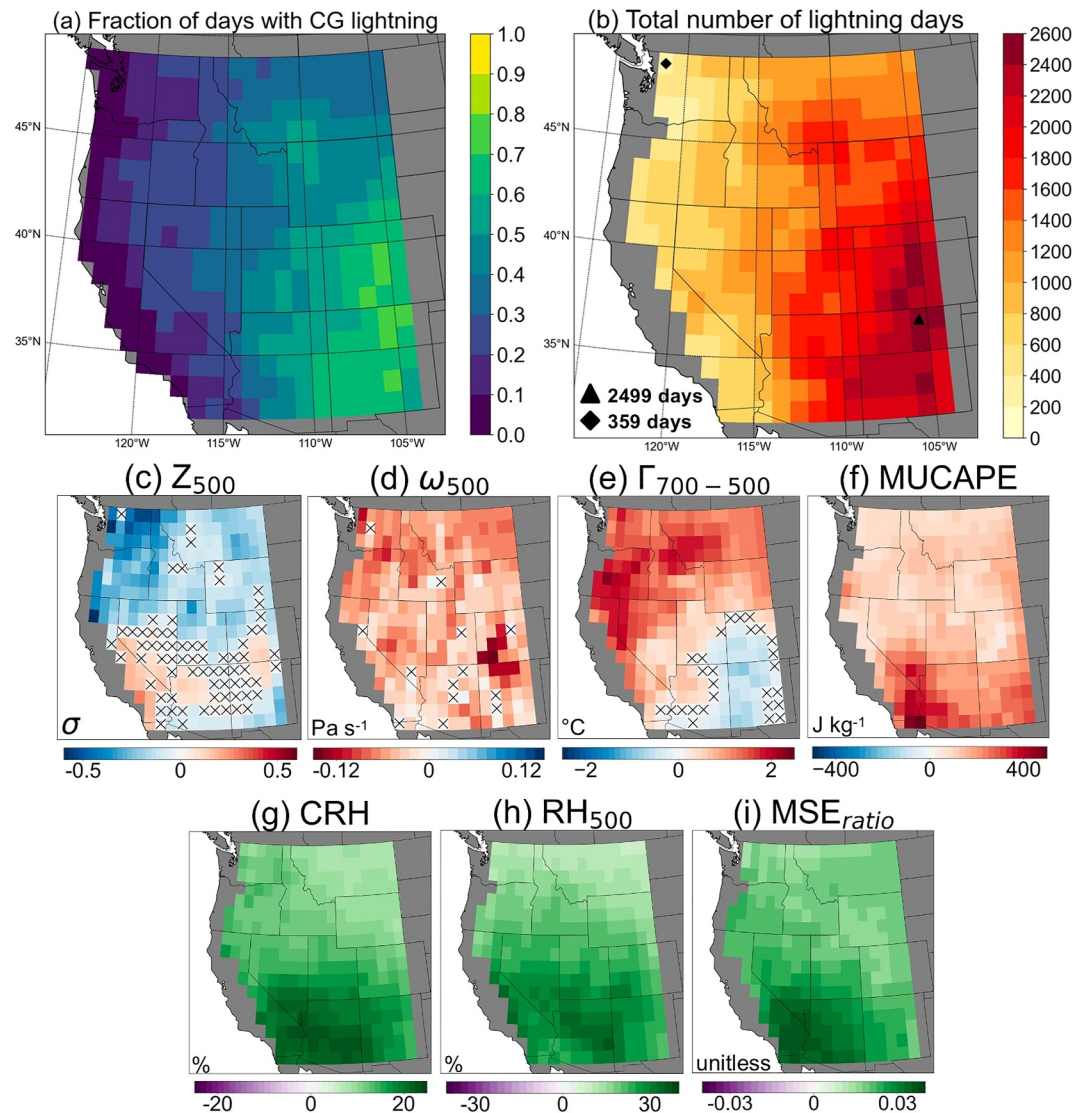 (a) Fraction of days with CG lightning
(b) Total number of lightning days
45°N
40°N
35°N
120°W 115°W 110°W 105°W
1.0
0.9
0.8
0.7
0.6
0.5
0.4
0.3
0.2
0.1
0.0
45°N
40°N
35°N
▲ 2499 days
◆ 359 days
120°W 115°W 110°W 105°W
2600
2400
2200
2000
1800
1600
1400
1200
1000
800
600
400
200
0
(c) Z500
σ
-0.5 0 0.5
(d) ω500
Pa s⁻¹
-0.12 0 0.12
(e) Γ700 − 500
°C
−2 0 2
(f) MUCAPE
J kg⁻¹
−400 0 400
(g) CRH
%
-20 0 20
(h) RH500
%
-30 0 30
(i) MSEratio
unitless
-0.03 0 0.03